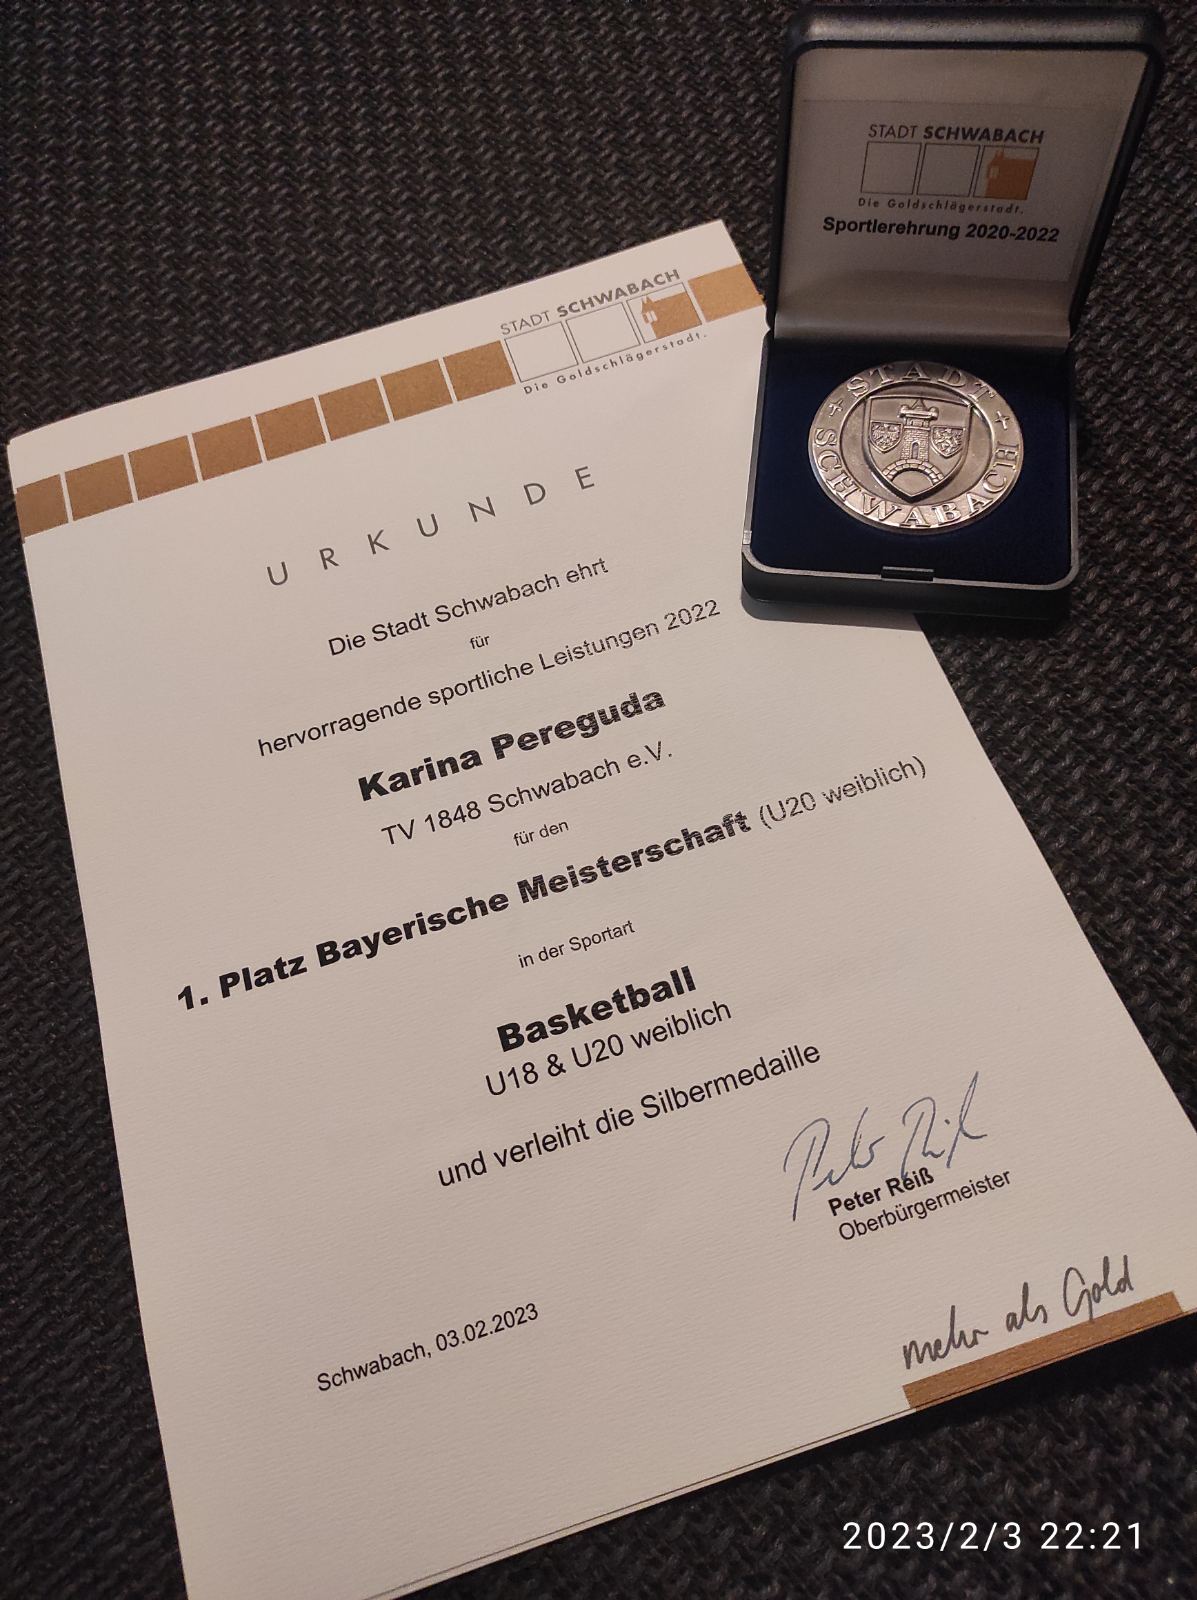 STADT SCHWABACH
Die Goldschlägerstadt.
Sportlerehrung 2020-2022
STADT
SCHWABACH
STADT SCHWABACH
Die Goldschlägerstadt.
URKUNDE
Die Stadt Schwabach ehrt
für
hervorragende sportliche Leistungen 2022
Karina Pereguda
TV 1848 Schwabach e.V.
für den
1. Platz Bayerische Meisterschaft (U20 weiblich)
in der Sportart
Basketball
U18 & U20 weiblich
und verleiht die Silbermedaille
Peter Reiß
Peter Reiß
Oberbürgermeister
Schwabach, 03.02.2023
mehr als Gold
2023/2/3 22:21